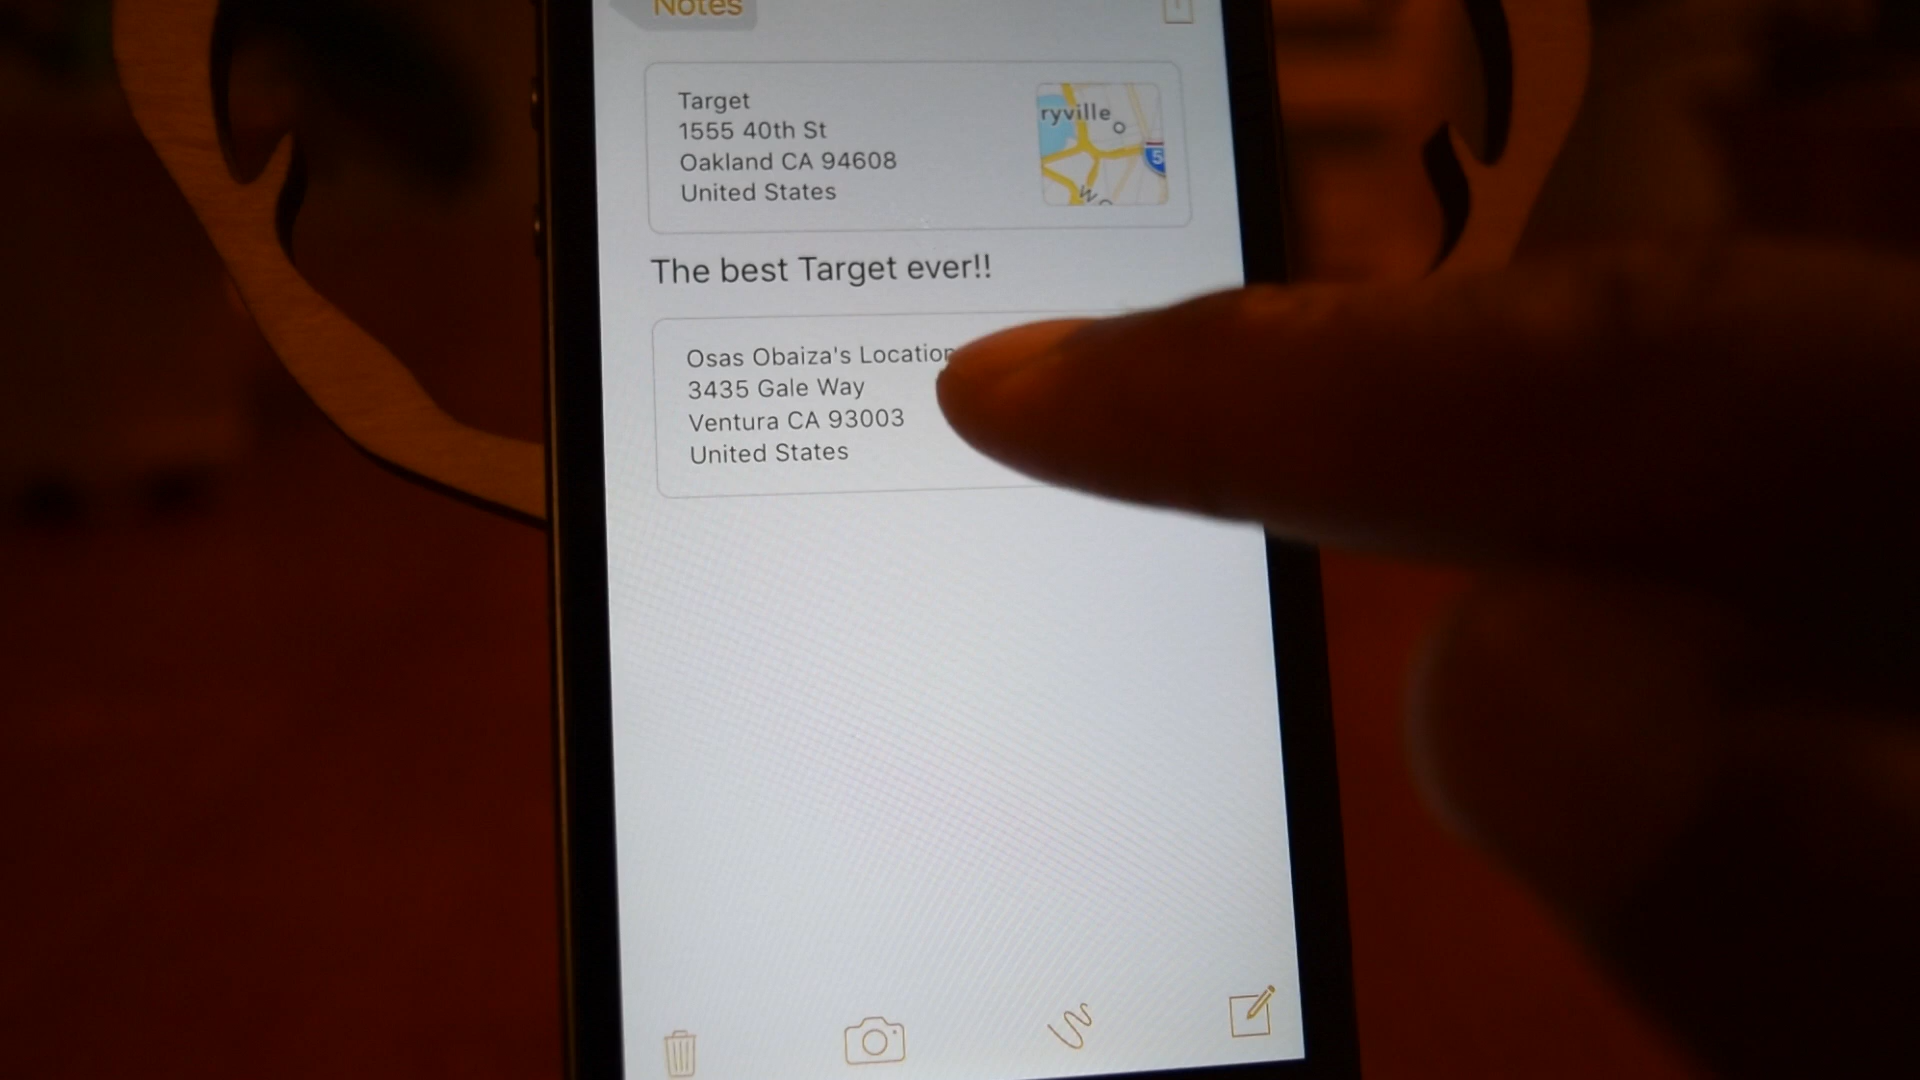 Notes
Target
1555 40th St
Oakland CA 94608
United States
ryville
5
W
The best Target ever!!
Osas Obaiza's Location
3435 Gale Way
Ventura CA 93003
United States